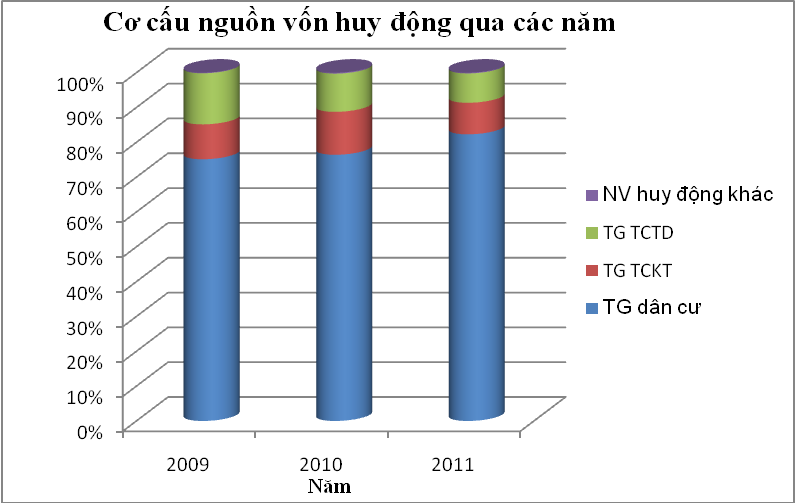 Cơ cấu nguồn vốn huy động qua các năm
100%
90%
80%
70%
60%
50%
40%
30%
20%
10%
0%
2009
2010
2011
Năm
NV huy động khác
TG TCTD
TG TCKT
TG dân cư